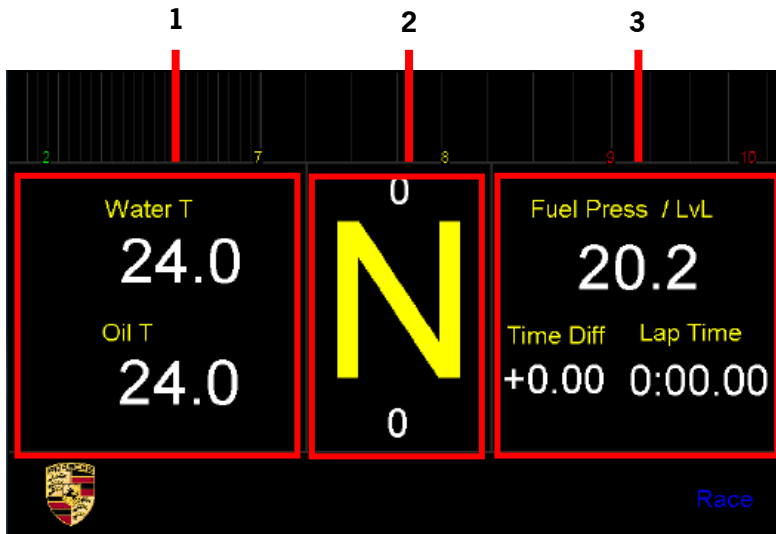 1 2 3
2 7 8 9 10
Water T
24.0
Oil T
24.0
0
N
0
Fuel Press / LvL
20.2
Time Diff Lap Time
+0.00 0:00.00
Race